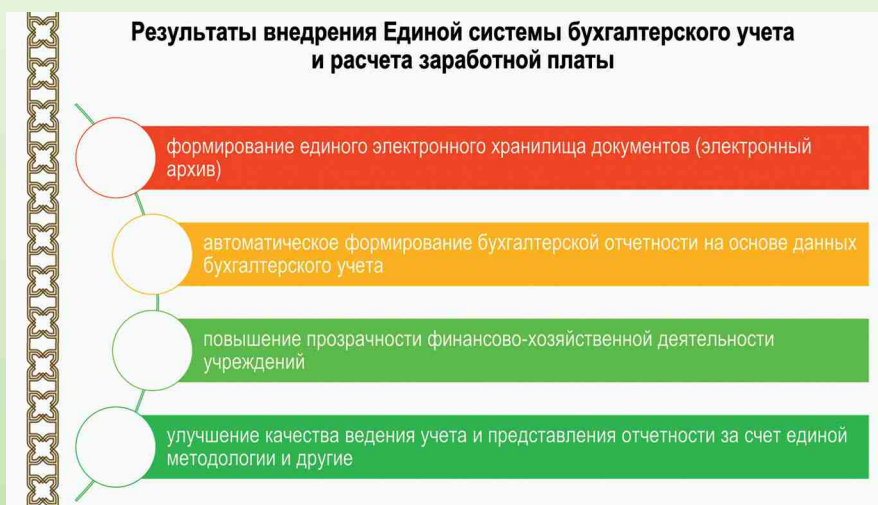 Результаты внедрения Единой системы бухгалтерского учета
и расчета заработной платы
формирование единого электронного хранилища документов (электронный
архив)
автоматическое формирование бухгалтерской отчетности на основе данных
бухгалтерского учета
повышение прозрачности финансово-хозяйственной деятельности
учреждений
улучшение качества ведения учета и представления отчетности за счет единой
методологии и другие